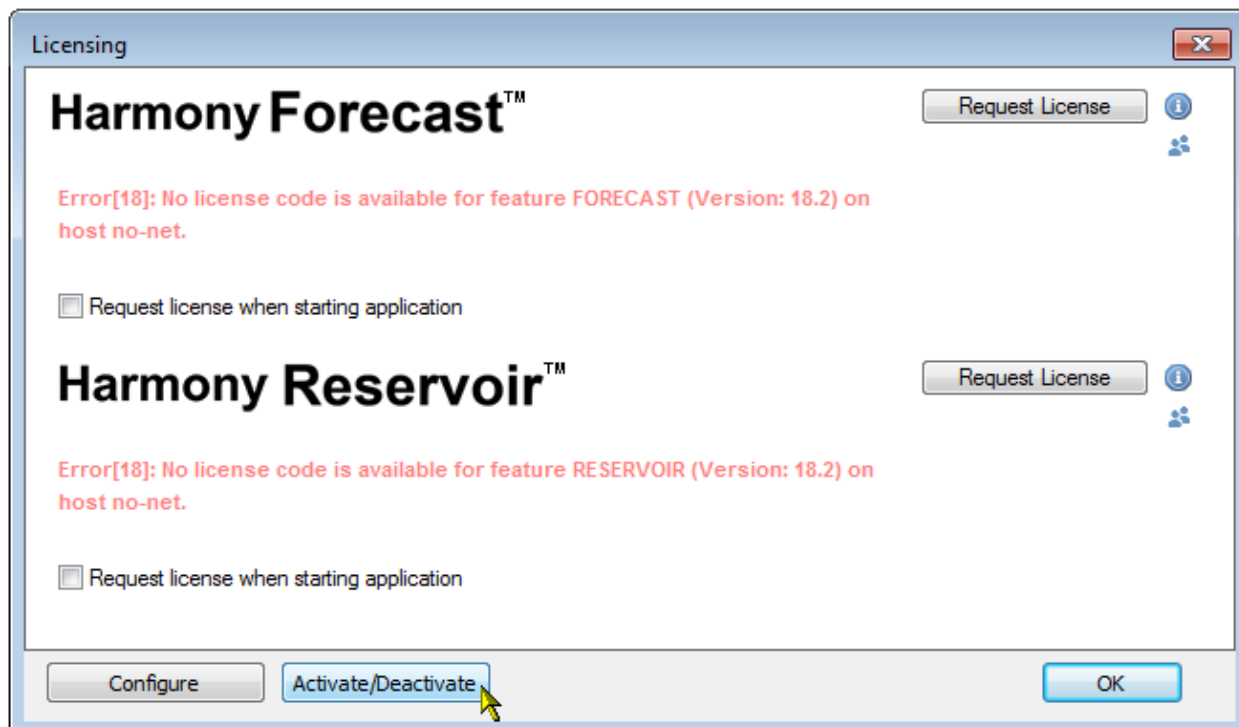 Licensing
Harmony Forecast™
Request License
Error[18]: No license code is available for feature FORECAST (Version: 18.2) on
host no-net.
Request license when starting application
Harmony Reservoir™
Request License
Error[18]: No license code is available for feature RESERVOIR (Version: 18.2) on
host no-net.
Request license when starting application
Configure
Activate/Deactivate
OK